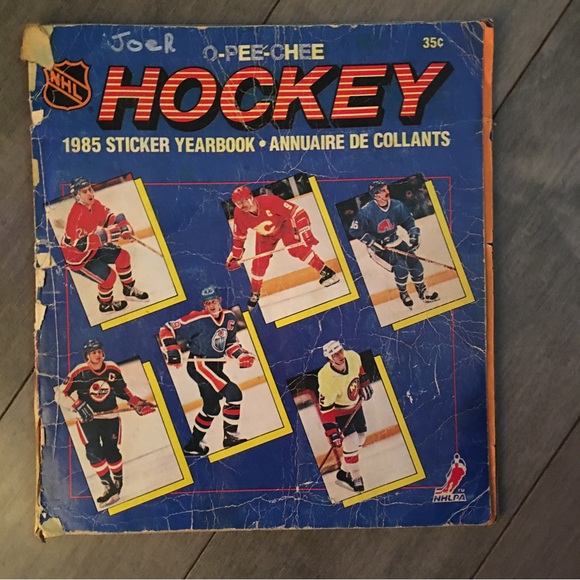 JOER
O-PEE-CHEE
35¢
NHL
HOCKEY
1985 STICKER YEARBOOK • ANNUAIRE DE COLLANTS
C
C
NHLPA